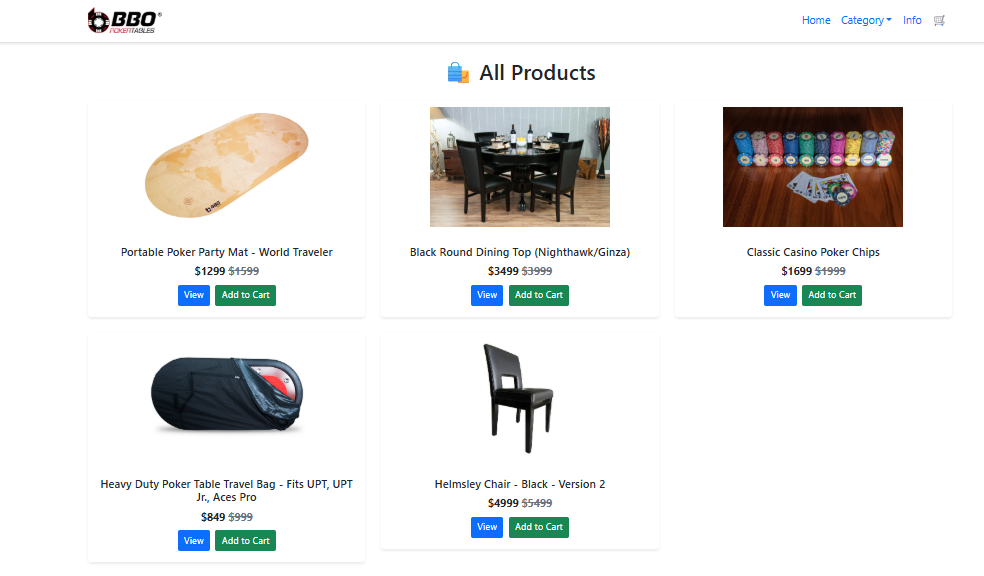 BBO®
POKERTABLES
Home Category Info
All Products
Portable Poker Party Mat - World Traveler
$1299 $1599
View Add to Cart
Black Round Dining Top (Nighthawk/Ginza)
$3499 $3999
View Add to Cart
Classic Casino Poker Chips
$1699 $1999
View Add to Cart
Heavy Duty Poker Table Travel Bag - Fits UPT, UPT
Jr., Aces Pro
$849 $999
View Add to Cart
Helmsley Chair - Black - Version 2
$4999 $5499
View Add to Cart